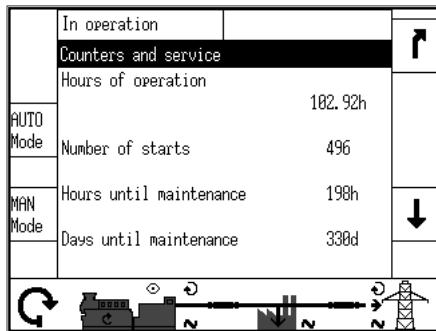 In operation
Counters and service
Hours of operation
102.92h
AUTO
Mode
Number of starts 496
Hours until maintenance 198h
MAN
Mode
Days until maintenance 330d